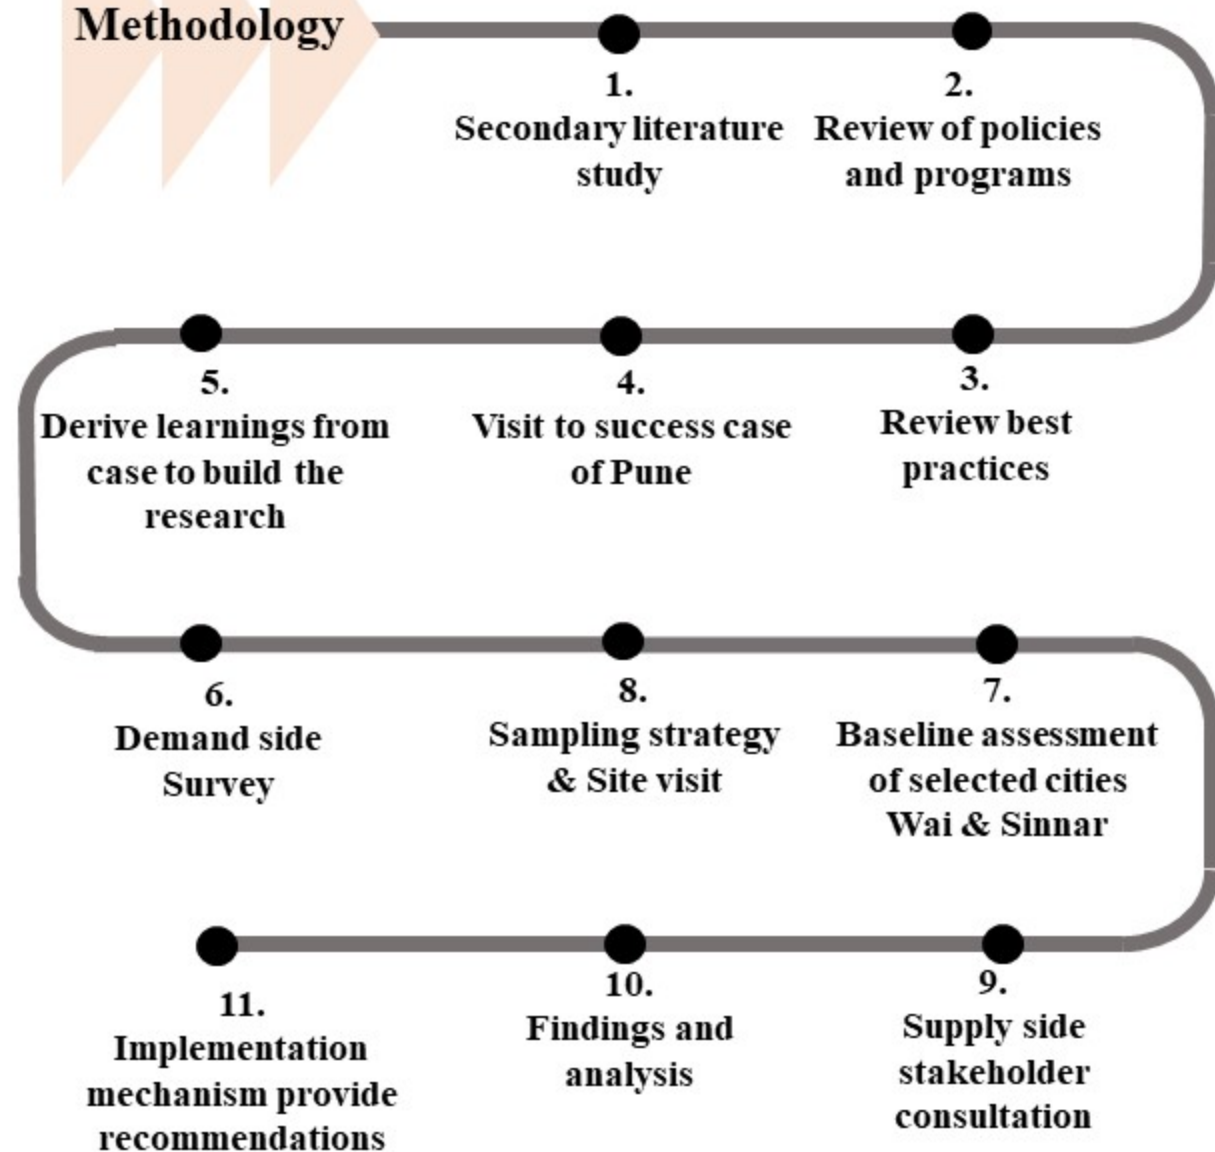 Methodology
1.
Secondary literature
study
2.
Review of policies
and programs
5.
Derive learnings from
case to build the
research
4.
Visit to success case
of Pune
3.
Review best
practices
6.
Demand side
Survey
8.
Sampling strategy
& Site visit
7.
Baseline assessment
of selected cities
Wai & Sinnar
11.
Implementation
mechanism provide
recommendations
10.
Findings and
analysis
9.
Supply side
stakeholder
consultation